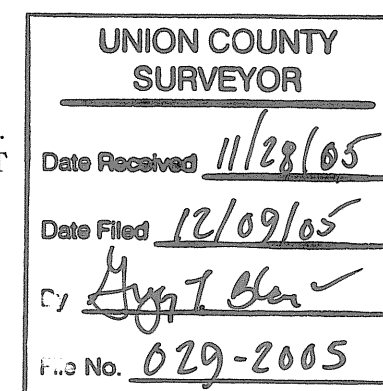 UNION COUNTY
SURVEYOR
Date Received 11/28/05
Date Filed 12/09/05
By
File No. 029-2005